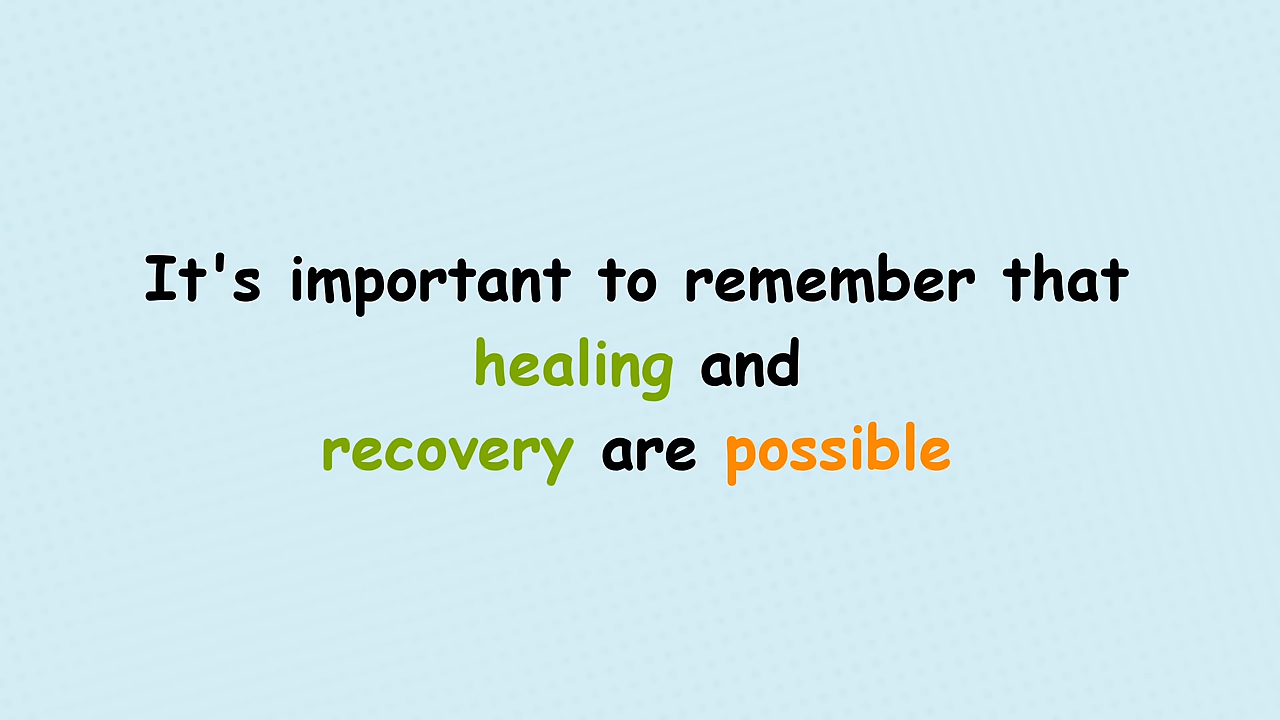 It's important to remember that
healing and
recovery are possible